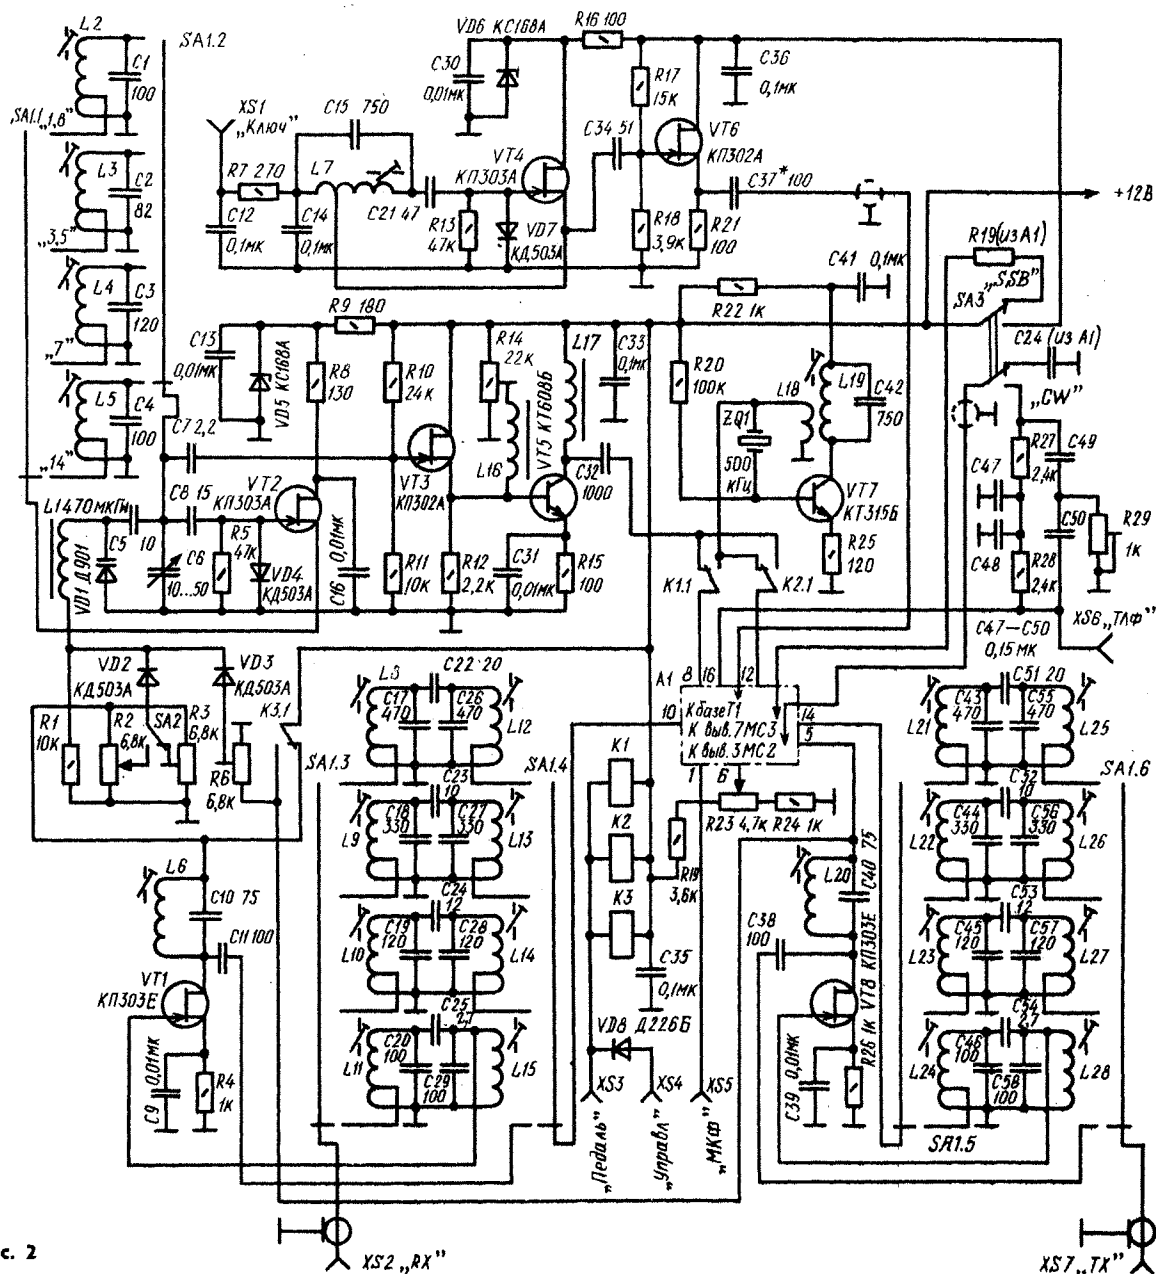 L2
SA1.2
C1
100
SA1.1 „1,8"
L3
C2
82
„3,5"
L4
C3
120
„7"
L5
C4
100
„14"
VD6 КС168А
R16 100
C30
0,01мк
R17
15к
C36
0,1мк
XS1
„Ключ"
C15 750
C34 51
VT6
КП302А
R7 270
L7
VT4
КП303А
C37* 100
C12
0,1мк
C14
0,1мк
C21 47
R13
47к
VD7
КД503А
R18
3,9к
R21
100
+12В
R19 (из А1)
„SSB"
SA3
C41 0,1мк
R22 1к
C24 (из А1)
„CW"
R9 180
C13
0,01мк
VD5 КС168А
R8
130
R10
24к
R14
22к
L17
C33
0,1мк
R20
100к
L18
L19
C42
750
ZQ1
500
кГц
C7 2,2
VT5 КТ608Б
L16
VT3
КП302А
C32
1000
VT7
КТ315Б
R27
2,4к
C49
C47
C48
C50
R29
1к
R28
2,4к
VT2
КП303А
C8 15
L1 470мкГн
C5
10
VD1 Д901
C6
10...50
R5
47к
VD4
КД503А
C16 0,01мк
R11
10к
R12
2,2к
C31
0,01мк
R15
100
K1.1
K2.1
R25
120
XS6 „ТЛФ"
C47—C50
0,15 мк
VD2
КД503А
VD3
КД503А
R1
10к
R2
6,8к
SA2
R3
6,8к
R6
6,8к
K3.1
SA1.3
L8
C22 20
C17
470
C26
470
L12
C23
10
SA1.4
C18
330
C27
330
L9
L13
C24
12
C19
120
C28
120
L10
L14
C25
2,7
C20
100
C29
100
L11
L15
A1
8
16
12
10
14
5
1
6
К базе Т1
К выв. 7 МС3
К выв. 3 МС2
K1
K2
K3
R23 4,7к
R24 1к
R19
3,6к
C35
0,1мк
VD8 Д226Б
XS3
XS4
XS5
„Педаль"
„Управл"
„МКФ"
L6
C10 75
C11 100
VT1
КП303Е
C9 0,01мк
R4
1к
L20
C40 75
C38
100
VT8 КП303Е
C39 0,01мк
R26 1к
C51 20
C43
470
C55
470
L21
L25
C52
10
SA1.6
C44
330
C56
330
L22
L26
C53
12
C45
120
C57
120
L23
L27
C54
2,7
C46
100
C58
100
L24
L28
SA1.5
с. 2
XS2 „RX"
XS7 „TX"